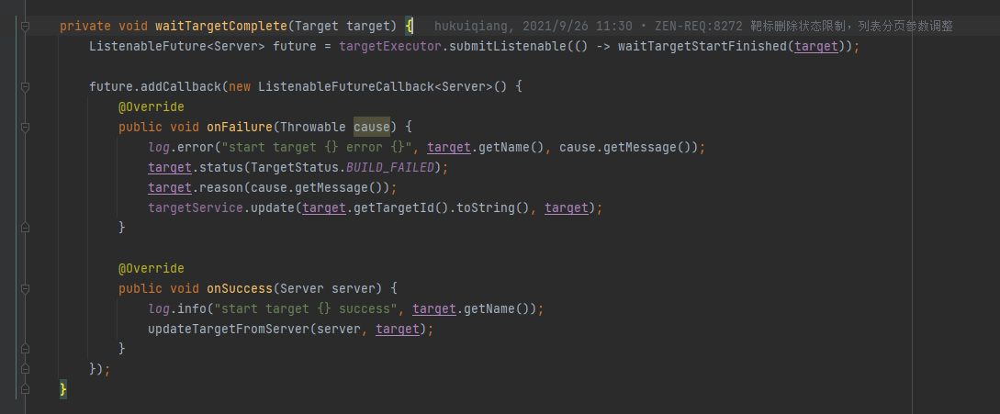 private void waitTargetComplete(Target target) { hukuiqiang, 2021/9/26 11:30 • ZEN-REQ:8272 靶标删除状态限制，列表分页参数调整
ListenableFuture<Server> future = targetExecutor.submitListenable(() -> waitTargetStartFinished(target));
future.addCallback(new ListenableFutureCallback<Server>() {
@Override
public void onFailure(Throwable cause) {
log.error("start target {} error {}", target.getName(), cause.getMessage());
target.status(TargetStatus.BUILD_FAILED);
target.reason(cause.getMessage());
targetService.update(target.getTargetId().toString(), target);
}
@Override
public void onSuccess(Server server) {
log.info("start target {} success", target.getName());
updateTargetFromServer(server, target);
}
});
}